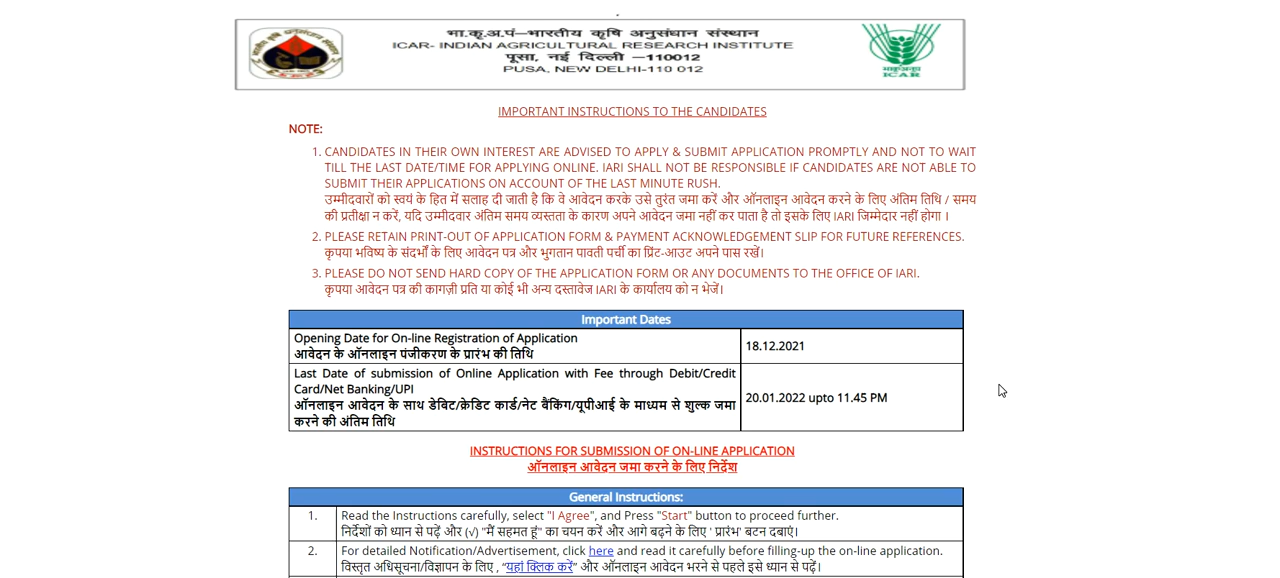 भा.कृ.अ.प.–भारतीय कृषि अनुसंधान संस्थान
ICAR- INDIAN AGRICULTURAL RESEARCH INSTITUTE
पूसा, नई दिल्ली –110012
PUSA, NEW DELHI-110 012
भाकृअनुप
ICAR
IMPORTANT INSTRUCTIONS TO THE CANDIDATES
NOTE:
1. CANDIDATES IN THEIR OWN INTEREST ARE ADVISED TO APPLY & SUBMIT APPLICATION PROMPTLY AND NOT TO WAIT
TILL THE LAST DATE/TIME FOR APPLYING ONLINE. IARI SHALL NOT BE RESPONSIBLE IF CANDIDATES ARE NOT ABLE TO
SUBMIT THEIR APPLICATIONS ON ACCOUNT OF THE LAST MINUTE RUSH.
उम्मीदवारों को स्वयं के हित में सलाह दी जाती है कि वे आवेदन करके उसे तुरंत जमा करें और ऑनलाइन आवेदन करने के लिए अंतिम तिथि / समय
की प्रतीक्षा न करें, यदि उम्मीदवार अंतिम समय व्यस्तता के कारण अपने आवेदन जमा नहीं कर पाता है तो इसके लिए IARI जिम्मेदार नहीं होगा ।
2. PLEASE RETAIN PRINT-OUT OF APPLICATION FORM & PAYMENT ACKNOWLEDGEMENT SLIP FOR FUTURE REFERENCES.
कृपया भविष्य के संदर्भों के लिए आवेदन पत्र और भुगतान पावती पर्ची का प्रिंट-आउट अपने पास रखें।
3. PLEASE DO NOT SEND HARD COPY OF THE APPLICATION FORM OR ANY DOCUMENTS TO THE OFFICE OF IARI.
कृपया आवेदन पत्र की कागज़ी प्रति या कोई भी अन्य दस्तावेज IARI के कार्यालय को न भेजें।
Important Dates
Opening Date for On-line Registration of Application
आवेदन के ऑनलाइन पंजीकरण के प्रारंभ की तिथि
18.12.2021
Last Date of submission of Online Application with Fee through Debit/Credit
Card/Net Banking/UPI
ऑनलाइन आवेदन के साथ डेबिट/क्रेडिट कार्ड/नेट बैंकिंग/यूपीआई के माध्यम से शुल्क जमा
करने की अंतिम तिथि
20.01.2022 upto 11.45 PM
INSTRUCTIONS FOR SUBMISSION OF ON-LINE APPLICATION
ऑनलाइन आवेदन जमा करने के लिए निर्देश
General Instructions:
1. Read the Instructions carefully, select "I Agree", and Press "Start" button to proceed further.
निर्देशों को ध्यान से पढ़ें और (√) "मैं सहमत हूं" का चयन करें और आगे बढ़ने के लिए ' प्रारंभ' बटन दबाएं।
2. For detailed Notification/Advertisement, click here and read it carefully before filling-up the on-line application.
विस्तृत अधिसूचना/विज्ञापन के लिए , “यहां क्लिक करें” और ऑनलाइन आवेदन भरने से पहले इसे ध्यान से पढ़ें।